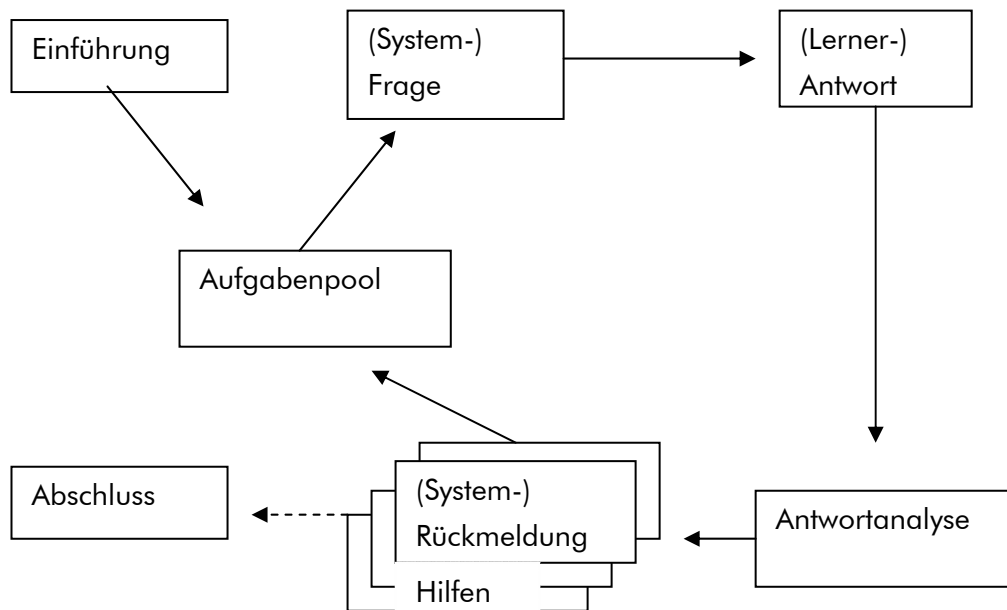 Einführung
(System-)
Frage
(Lerner-)
Antwort
Aufgabenpool
Abschluss
(System-)
Rückmeldung
Hilfen
Antwortanalyse